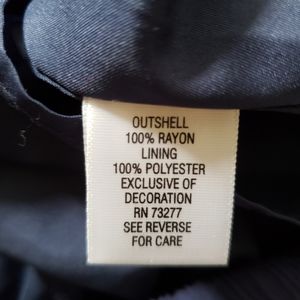 OUTSHELL
100% RAYON
LINING
100% POLYESTER
EXCLUSIVE OF
DECORATION
RN 73277
SEE REVERSE
FOR CARE